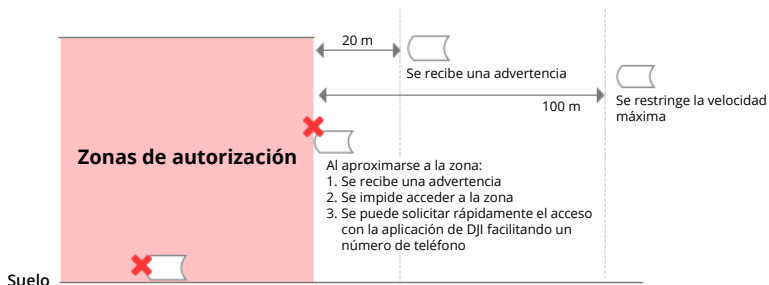 20 m
Se recibe una advertencia
100 m
Se restringe la velocidad
máxima
Zonas de autorización
Al aproximarse a la zona:
1. Se recibe una advertencia
2. Se impide acceder a la zona
3. Se puede solicitar rápidamente el acceso
con la aplicación de DJI facilitando un
número de teléfono
Suelo